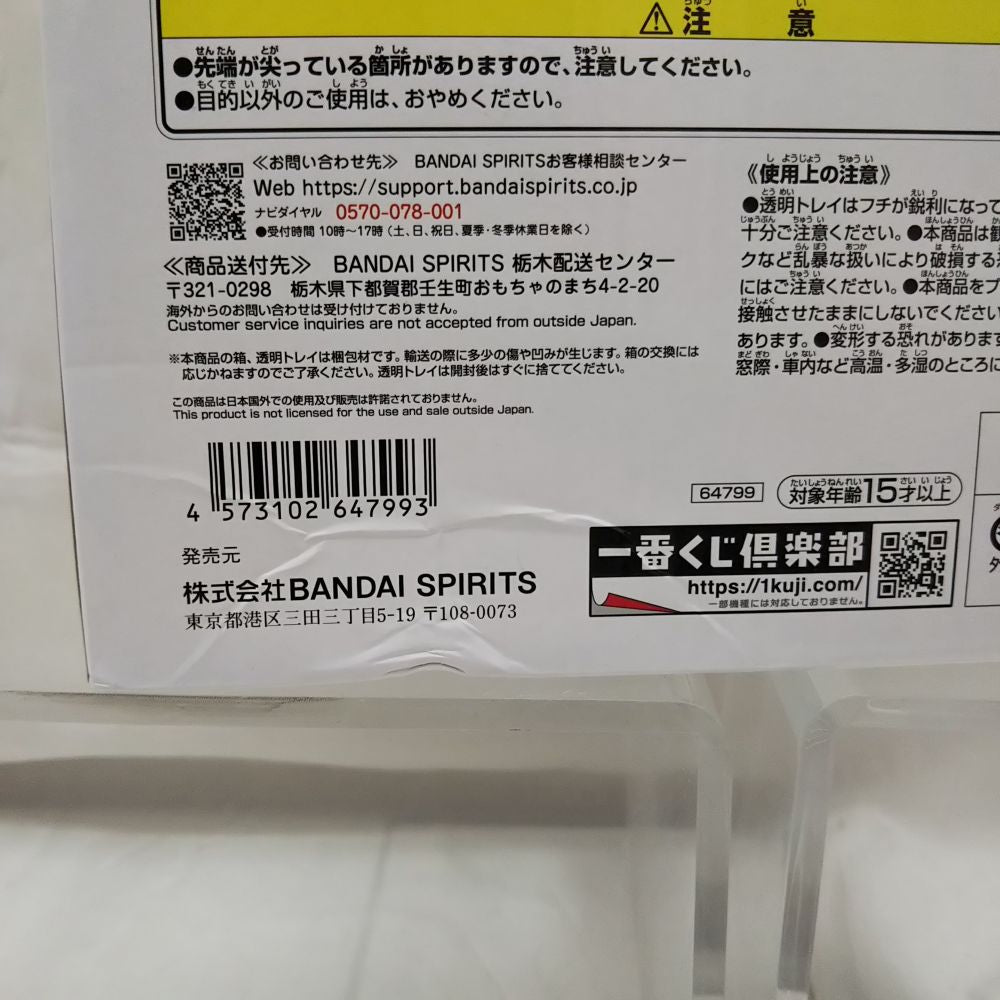 ⚠注意
●先端が尖っている箇所がありますので、注意してください。
●目的以外のご使用は、おやめください。
≪お問い合わせ先≫ BANDAI SPIRITSお客様相談センター
Web https://support.bandaispirits.co.jp
ナビダイヤル 0570-078-001
●受付時間 10時~17時(土、日、祝日、夏季・冬季休業日を除く)
≪商品送付先≫ BANDAI SPIRITS 栃木配送センター
〒321-0298 栃木県下都賀郡壬生町おもちゃのまち4-2-20
海外からのお問い合わせは受け付けておりません。
Customer service inquiries are not accepted from outside Japan.
※本商品の箱、透明トレイは梱包材です。輸送の際に多少の傷や凹みが生じます。箱の交換には
応じかねますのでご了承ください。透明トレイは開封後はすぐに捨ててください。
この商品は日本国外での使用及び販売は許諾されておりません。
This product is not licensed for the use and sale outside Japan.
《使用上の注意》
●透明トレイはフチが鋭利になって
十分ご注意ください。●本商品は
クなど乱暴な扱いにより破損する
にはご注意ください。●本商品をプ
接触させたままにしないでください
あります。●変形する恐れがあります
窓際・車内など高温・多湿のところに
4 573102 647993
64799
対象年齢15才以上
発売元
株式会社BANDAI SPIRITS
東京都港区三田三丁目5-19 〒108-0073
一番くじ倶楽部
https://1kuji.com/
一部機種には対応しておりません。